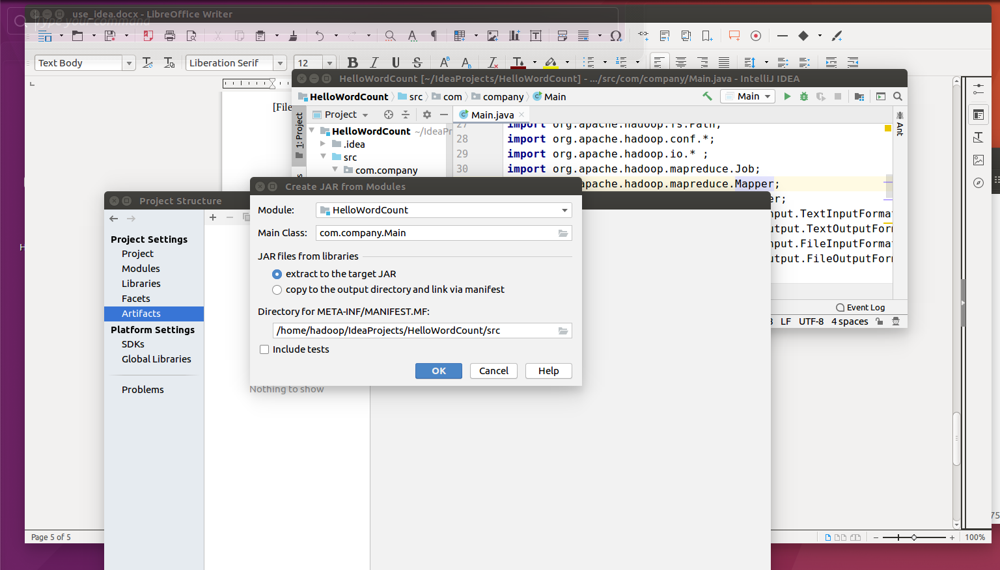 use_idea.docx - LibreOffice Writer
Type your command
Text Body
Liberation Serif
12
[File
HelloWordCount [~/IdeaProjects/HelloWordCount] - .../src/com/company/Main.java - IntelliJ IDEA
HelloWordCount
src
com
company
Main
Main
1: Project
Project
Main.java
Ant
HelloWordCount ~/IdeaPr
.idea
src
com.company
27 import org.apache.hadoop.fs.Path;
28 import org.apache.hadoop.conf.*;
29 import org.apache.hadoop.io.* ;
30 import org.apache.hadoop.mapreduce.Job;
apache.hadoop.mapreduce.Mapper;
er;
nput.TextInputFormat
utput.TextOutputForm
nput.FileInputFormat
utput.FileOutputForm
Event Log
LF UTF-8 4 spaces
Create JAR from Modules
Module: HelloWordCount
Main Class: com.company.Main
JAR files from libraries
extract to the target JAR
copy to the output directory and link via manifest
Directory for META-INF/MANIFEST.MF:
/home/hadoop/IdeaProjects/HelloWordCount/src
Include tests
OK Cancel Help
Project Structure
Project Settings
Project
Modules
Libraries
Facets
Artifacts
Platform Settings
SDKs
Global Libraries
Problems
Nothing to show
Page 5 of 5
100%
75